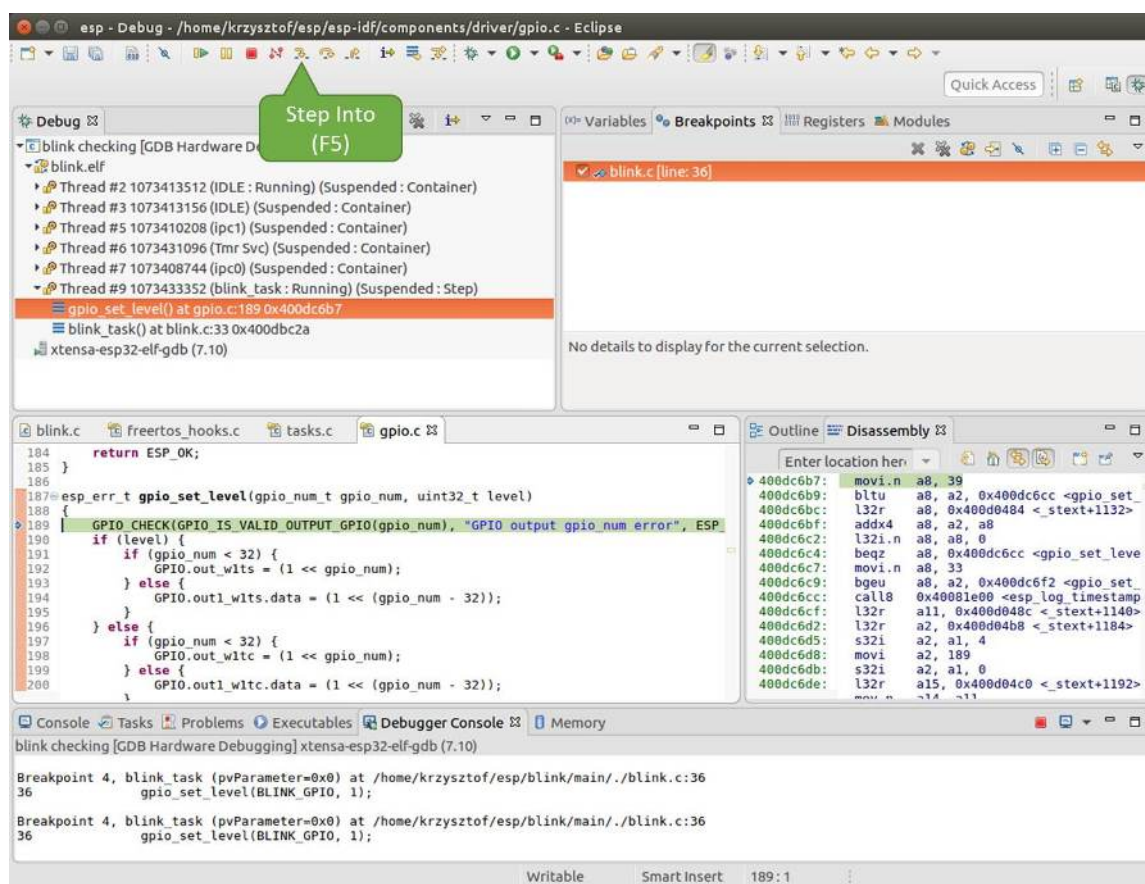 esp - Debug - /home/krzysztof/esp/esp-idf/components/driver/gpio.c - Eclipse
Quick Access
Step Into
(F5)
Debug
blink checking [GDB Hardware De
blink.elf
Thread #2 1073413512 (IDLE : Running) (Suspended : Container)
Thread #3 1073413156 (IDLE) (Suspended : Container)
Thread #5 1073410208 (ipc1) (Suspended : Container)
Thread #6 1073431096 (Tmr Svc) (Suspended : Container)
Thread #7 1073408744 (ipc0) (Suspended : Container)
Thread #9 1073433352 (blink_task : Running) (Suspended : Step)
gpio_set_level() at gpio.c:189 0x400dc6b7
blink_task() at blink.c:33 0x400dbc2a
xtensa-esp32-elf-gdb (7.10)
(x)= Variables Breakpoints Registers Modules
blink.c [line: 36]
No details to display for the current selection.
blink.c freertos_hooks.c tasks.c gpio.c
184 return ESP_OK;
185 }
186
187 esp_err_t gpio_set_level(gpio_num_t gpio_num, uint32_t level)
188 {
189 GPIO_CHECK(GPIO_IS_VALID_OUTPUT_GPIO(gpio_num), "GPIO output gpio_num error", ESP_
190 if (level) {
191 if (gpio_num < 32) {
192 GPIO.out_w1ts = (1 << gpio_num);
193 } else {
194 GPIO.out1_w1ts.data = (1 << (gpio_num - 32));
195 }
196 } else {
197 if (gpio_num < 32) {
198 GPIO.out_w1tc = (1 << gpio_num);
199 } else {
200 GPIO.out1_w1tc.data = (1 << (gpio_num - 32));
}
Outline Disassembly
Enter location her
400dc6b7: movi.n a8, 39
400dc6b9: bltu a8, a2, 0x400dc6cc <gpio_set_
400dc6bc: l32r a8, 0x400d0484 <_stext+1132>
400dc6bf: addx4 a8, a2, a8
400dc6c2: l32i.n a8, a8, 0
400dc6c4: beqz a8, 0x400dc6cc <gpio_set_leve
400dc6c7: movi.n a8, 33
400dc6c9: bgeu a8, a2, 0x400dc6f2 <gpio_set_
400dc6cc: call8 0x40081e00 <esp_log_timestamp
400dc6cf: l32r a11, 0x400d048c <_stext+1140>
400dc6d2: l32r a2, 0x400d04b8 <_stext+1184>
400dc6d5: s32i a2, a1, 4
400dc6d8: movi a2, 189
400dc6db: s32i a2, a1, 0
400dc6de: l32r a15, 0x400d04c0 <_stext+1192>
mov.n a14, a11
Console Tasks Problems Executables Debugger Console Memory
blink checking [GDB Hardware Debugging] xtensa-esp32-elf-gdb (7.10)
Breakpoint 4, blink_task (pvParameter=0x0) at /home/krzysztof/esp/blink/main/./blink.c:36
36 gpio_set_level(BLINK_GPIO, 1);
Breakpoint 4, blink_task (pvParameter=0x0) at /home/krzysztof/esp/blink/main/./blink.c:36
36 gpio_set_level(BLINK_GPIO, 1);
Writable Smart Insert 189 : 1